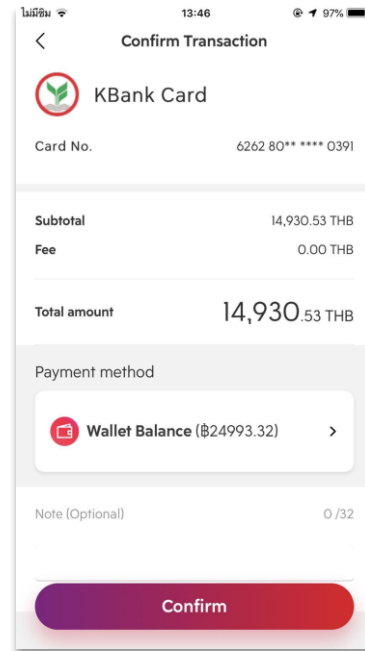 ไม่มีซิม 13:46 97%
Confirm Transaction
KBank Card
Card No. 6262 80** **** 0391
Subtotal 14,930.53 THB
Fee 0.00 THB
Total amount 14,930.53 THB
Payment method
Wallet Balance (฿24993.32)
Note (Optional) 0 /32
Confirm